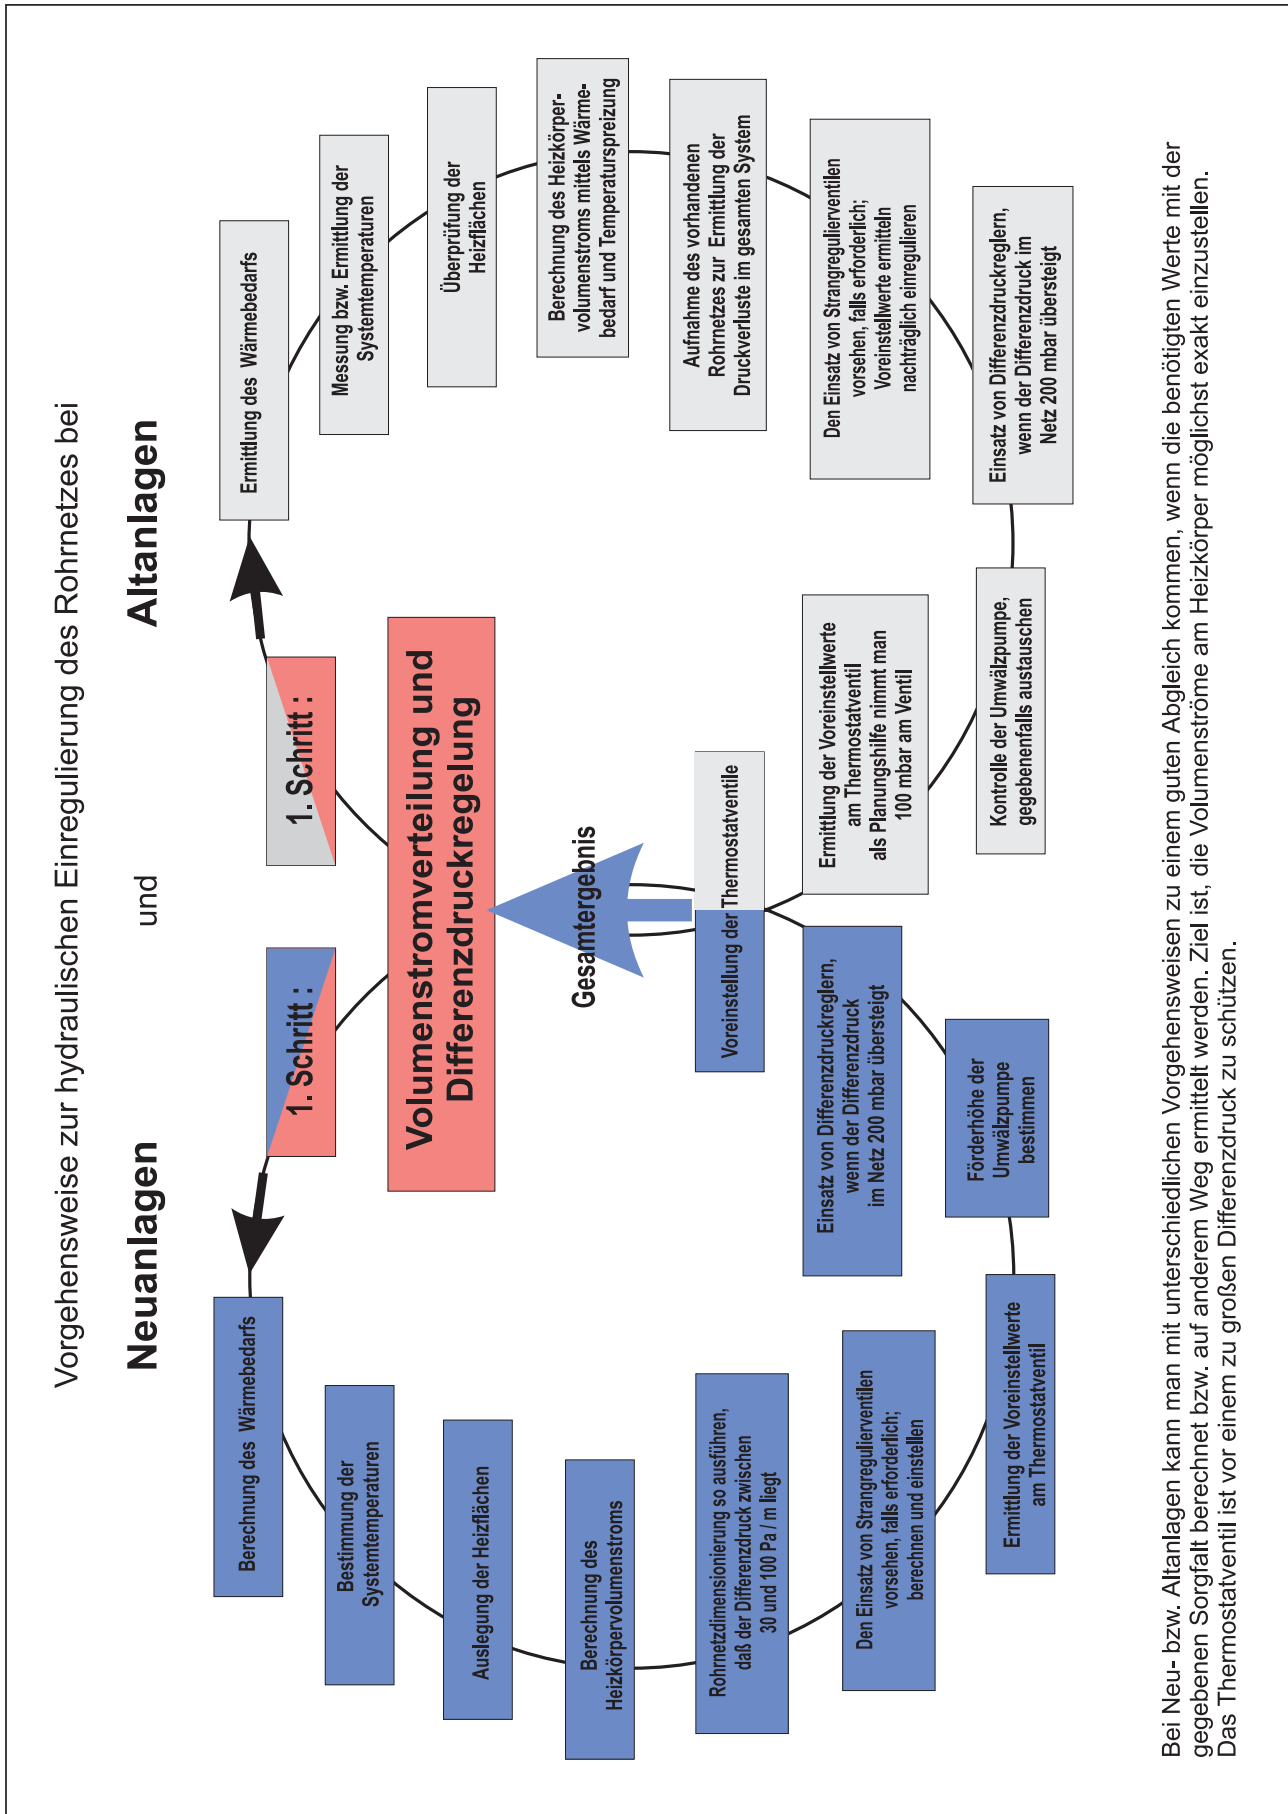 Vorgehensweise zur hydraulischen Einregulierung des Rohrnetzes bei
Neuanlagen
und
Altanlagen
1. Schritt :
Berechnung des Wärmebedarfs
Bestimmung der
Systemtemperaturen
Auslegung der Heizflächen
Berechnung des
Heizkörpervolumenstroms
Rohrnetzdimensionierung so ausführen,
daß der Differenzdruck zwischen
30 und 100 Pa / m liegt
Den Einsatz von Strangregulierventilen
vorsehen, falls erforderlich;
berechnen und einstellen
Ermittlung der Voreinstellwerte
am Thermostatventil
Förderhöhe der
Umwälzpumpe
bestimmen
Einsatz von Differenzdruckreglern,
wenn der Differenzdruck
im Netz 200 mbar übersteigt
1. Schritt :
Ermittlung des Wärmebedarfs
Messung bzw. Ermittlung der
Systemtemperaturen
Überprüfung der
Heizflächen
Berechnung des Heizkörper-
volumenstroms mittels Wärme-
bedarf und Temperaturspreizung
Aufnahme des vorhandenen
Rohrnetzes zur Ermittlung der
Druckverluste im gesamten System
Den Einsatz von Strangregulierventilen
vorsehen, falls erforderlich;
Voreinstellwerte ermitteln
nachträglich einregulieren
Einsatz von Differenzdruckreglern,
wenn der Differenzdruck im
Netz 200 mbar übersteigt
Kontrolle der Umwälzpumpe,
gegebenenfalls austauschen
Ermittlung der Voreinstellwerte
am Thermostatventil
als Planungshilfe nimmt man
100 mbar am Ventil
Voreinstellung der Thermostatventile
Gesamtergebnis
Volumenstromverteilung und
Differenzdruckregelung
Bei Neu- bzw. Altanlagen kann man mit unterschiedlichen Vorgehensweisen zu einem guten Abgleich kommen, wenn die benötigten Werte mit der
gegebenen Sorgfalt berechnet bzw. auf anderem Weg ermittelt werden. Ziel ist, die Volumenströme am Heizkörper möglichst exakt einzustellen.
Das Thermostatventil ist vor einem zu großen Differenzdruck zu schützen.